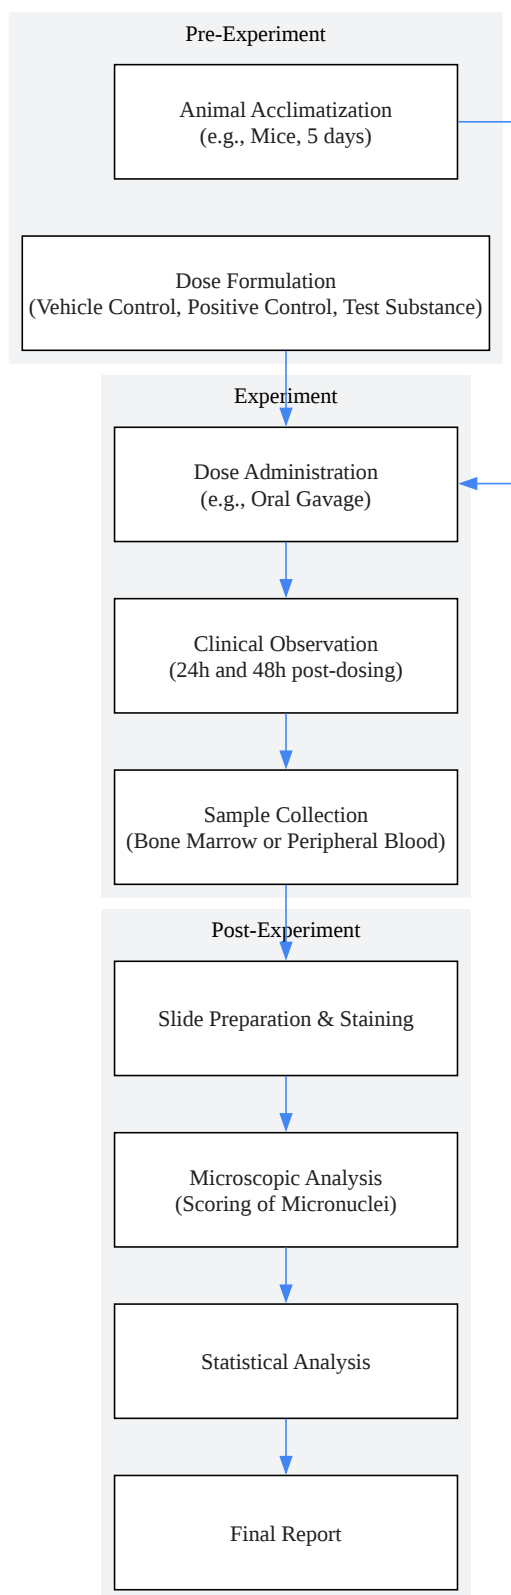 Pre-Experiment
Animal Acclimatization
(e.g., Mice, 5 days)
Dose Formulation
(Vehicle Control, Positive Control, Test Substance)
Experiment
Dose Administration
(e.g., Oral Gavage)
Clinical Observation
(24h and 48h post-dosing)
Sample Collection
(Bone Marrow or Peripheral Blood)
Post-Experiment
Slide Preparation & Staining
Microscopic Analysis
(Scoring of Micronuclei)
Statistical Analysis
Final Report